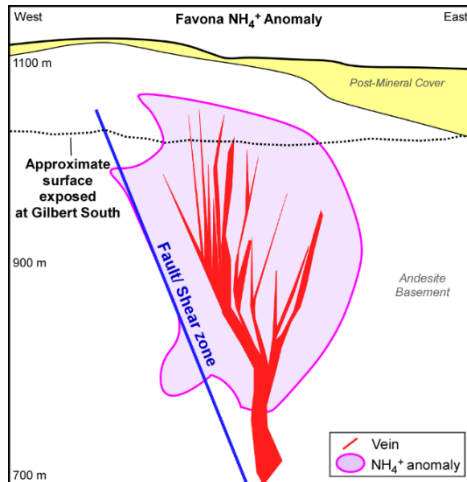 West
Favona NH₄⁺ Anomaly
East
1100 m
Post-Mineral Cover
Approximate
surface
exposed
at Gilbert South
900 m
Fault/ Shear zone
Andesite
Basement
Vein
NH₄⁺ anomaly
700 m